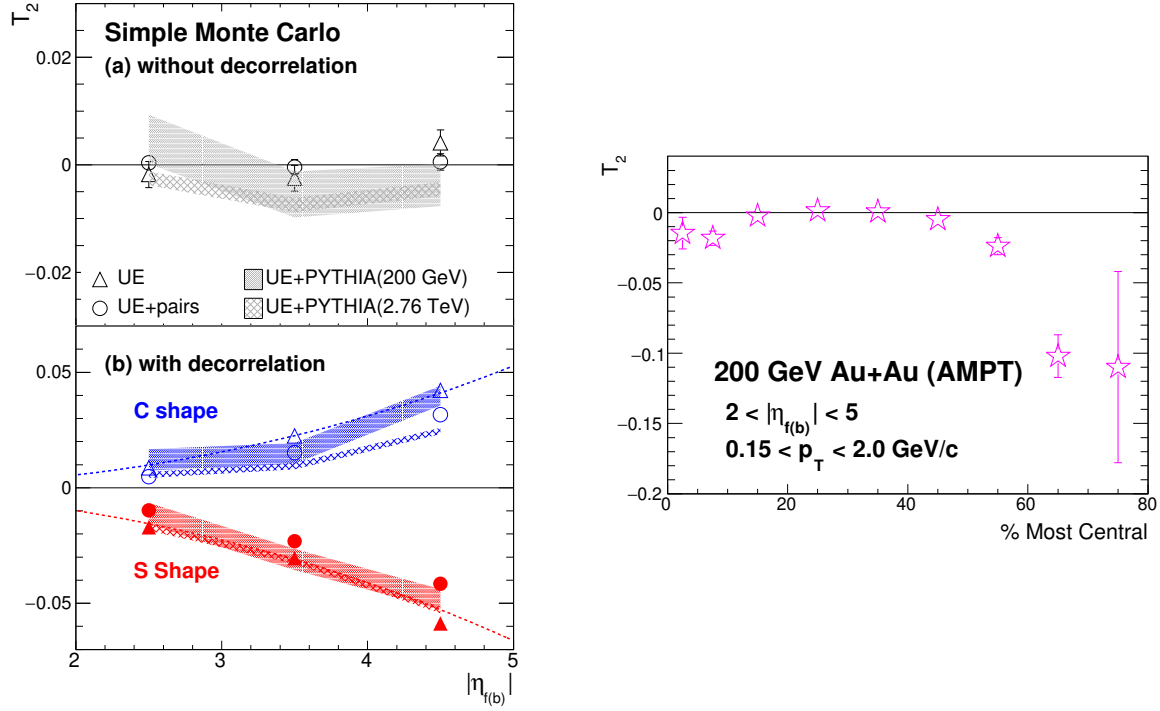 T2
Simple Monte Carlo
(a) without decorrelation
0.02
0
−0.02
UE
UE+PYTHIA(200 GeV)
UE+pairs
UE+PYTHIA(2.76 TeV)
(b) with decorrelation
0.05
C shape
0
S Shape
−0.05
2 3 4 5
|ηf(b)|
T2
0
−0.05
−0.1
−0.15
−0.2
200 GeV Au+Au (AMPT)
2 < |ηf(b)| < 5
0.15 < pT < 2.0 GeV/c
0 20 40 60 80
% Most Central